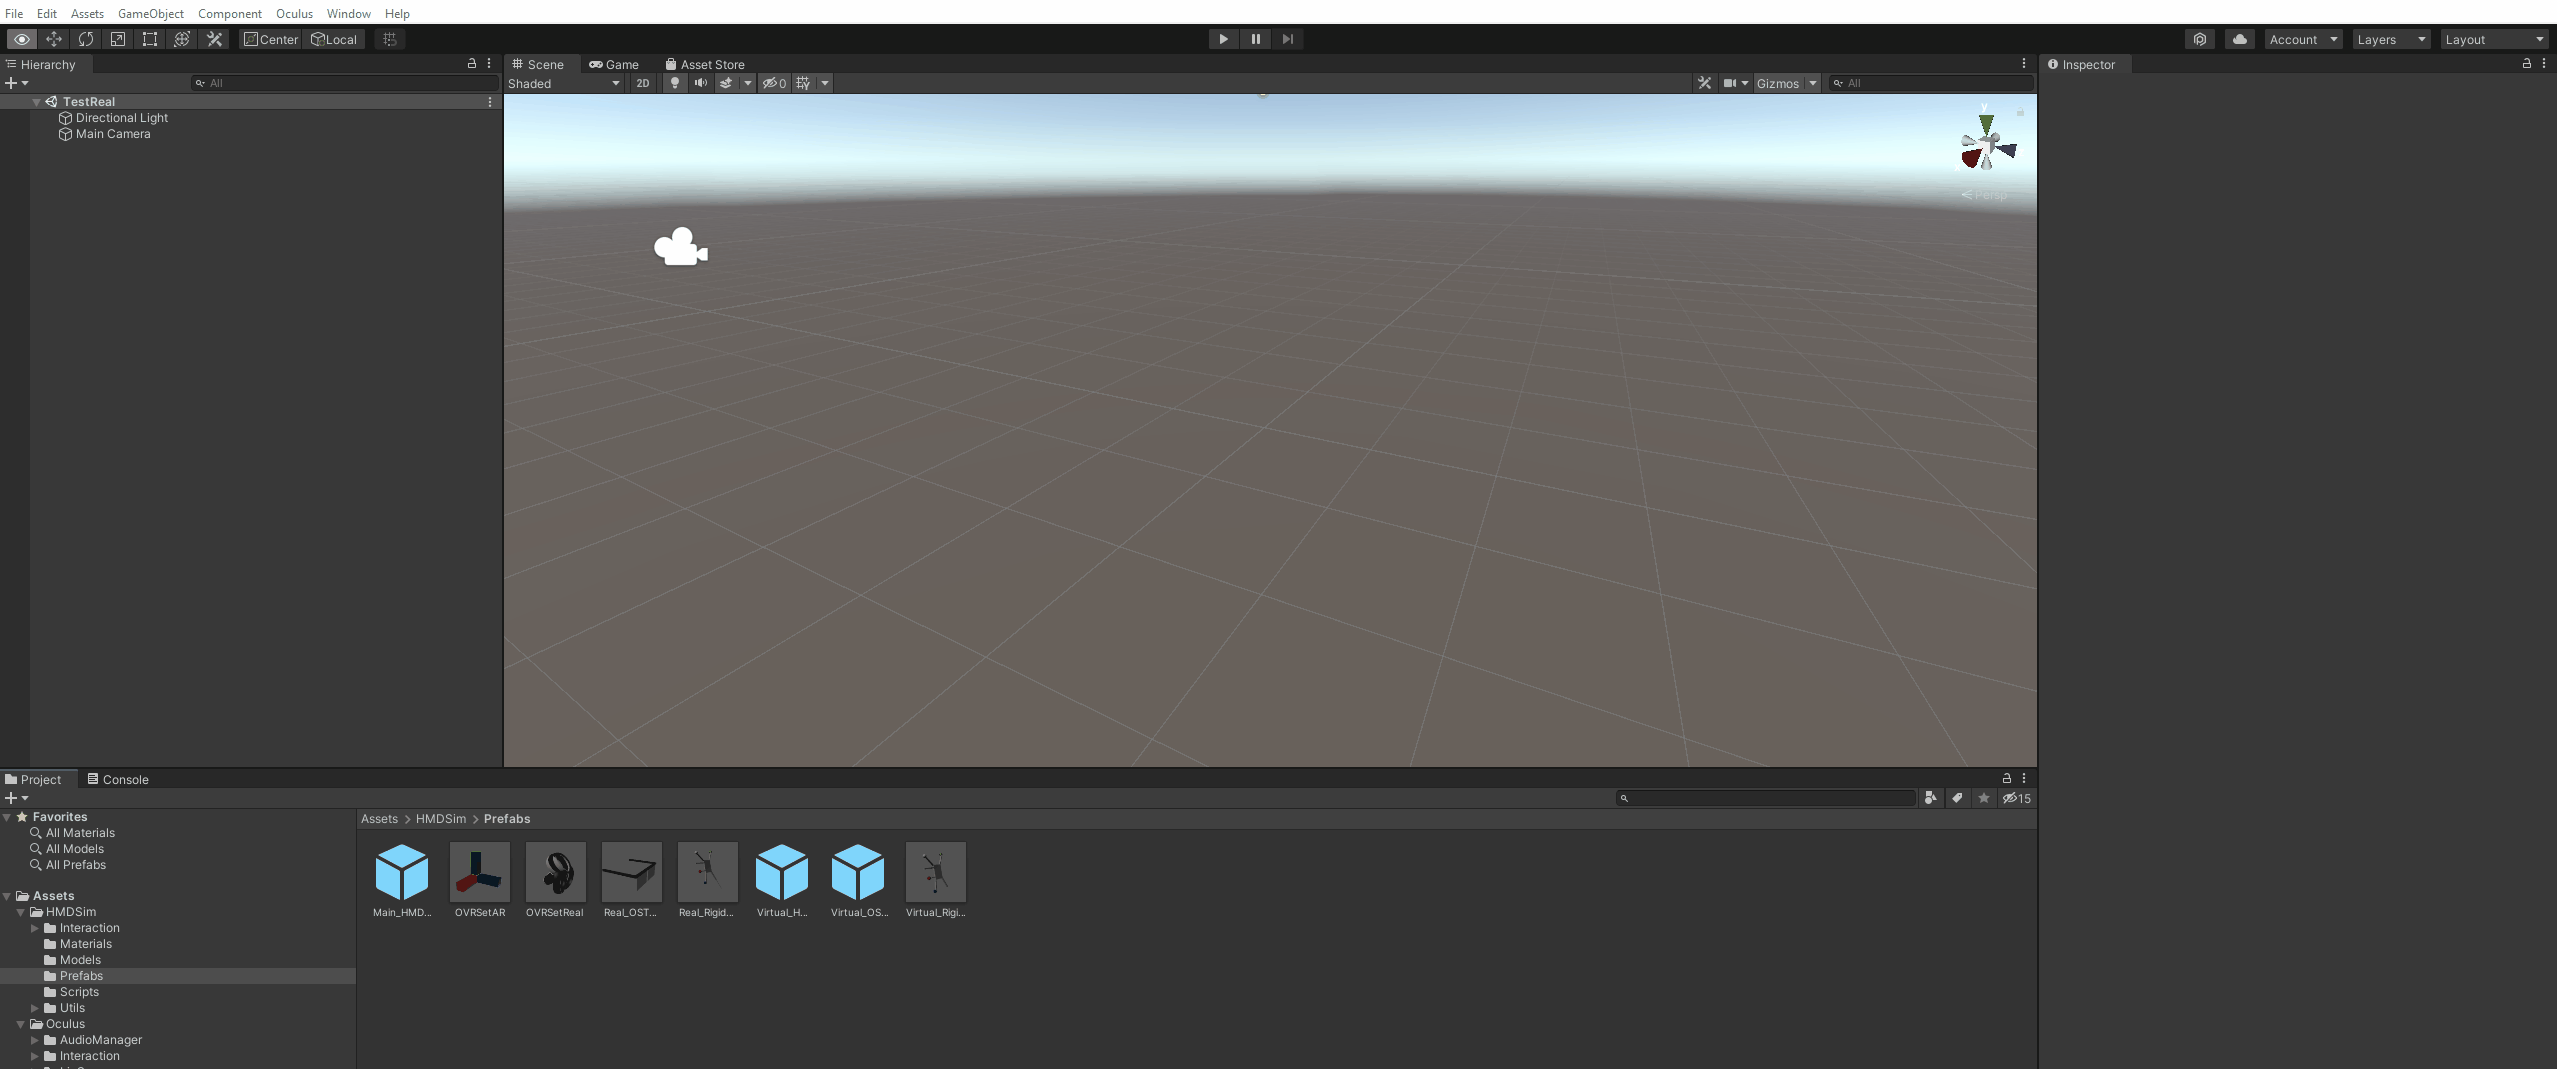 File Edit Assets GameObject Component Oculus Window Help
Center Local Account Layers Layout
Hierarchy
All
TestReal
Directional Light
Main Camera
Scene Game Asset Store
Shaded 2D 0 Gizmos All
y
Persp
Inspector
Project Console
15
Favorites
All Materials
All Models
All Prefabs
Assets
HMDSim
Interaction
Materials
Models
Prefabs
Scripts
Utils
Oculus
AudioManager
Interaction
Assets > HMDSim > Prefabs
Main_HMD... OVRSetAR OVRSetReal Real_OST... Real_Rigid... Virtual_H... Virtual_OS... Virtual_Rigi...